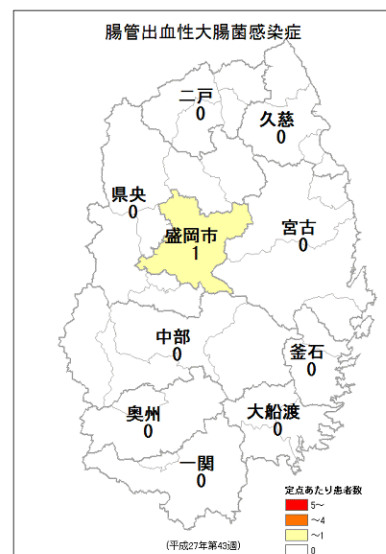 腸管出血性大腸菌感染症
二戸
0
久慈
0
県央
0
盛岡市
1
宮古
0
中部
0
釜石
0
奥州
0
大船渡
0
一関
0
定点あたり患者数
5～
～4
～1
0
(平成27年第43週)